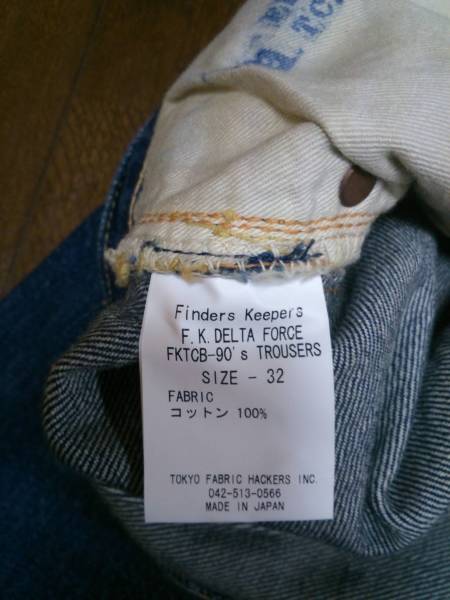 TC
Finders Keepers
F.K.DELTA FORCE
FKTCB-90's TROUSERS
SIZE - 32
FABRIC
コットン 100%
TOKYO FABRIC HACKERS INC.
042-513-0566
MADE IN JAPAN